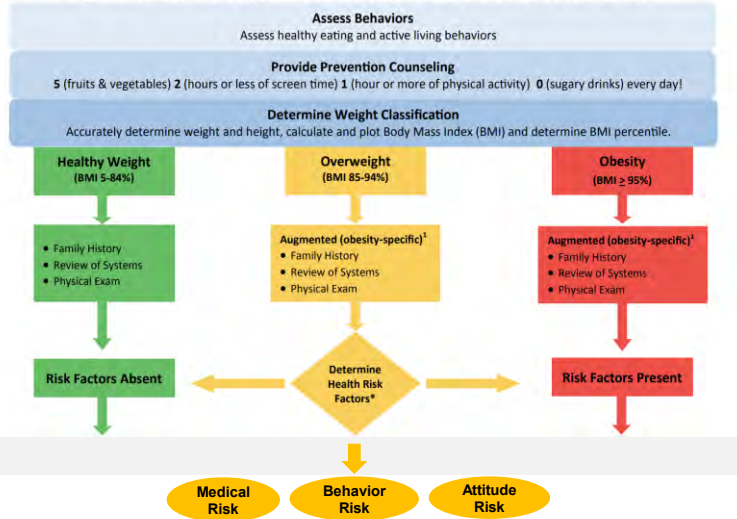 Assess Behaviors
Assess healthy eating and active living behaviors
Provide Prevention Counseling
5 (fruits & vegetables) 2 (hours or less of screen time) 1 (hour or more of physical activity) 0 (sugary drinks) every day!
Determine Weight Classification
Accurately determine weight and height, calculate and plot Body Mass Index (BMI) and determine BMI percentile.
Healthy Weight
(BMI 5-84%)
Overweight
(BMI 85-94%)
Obesity
(BMI ≥ 95%)
• Family History
• Review of Systems
• Physical Exam
Augmented (obesity-specific)¹
• Family History
• Review of Systems
• Physical Exam
Augmented (obesity-specific)¹
• Family History
• Review of Systems
• Physical Exam
Risk Factors Absent
Determine
Health Risk
Factors*
Risk Factors Present
Medical
Risk
Behavior
Risk
Attitude
Risk